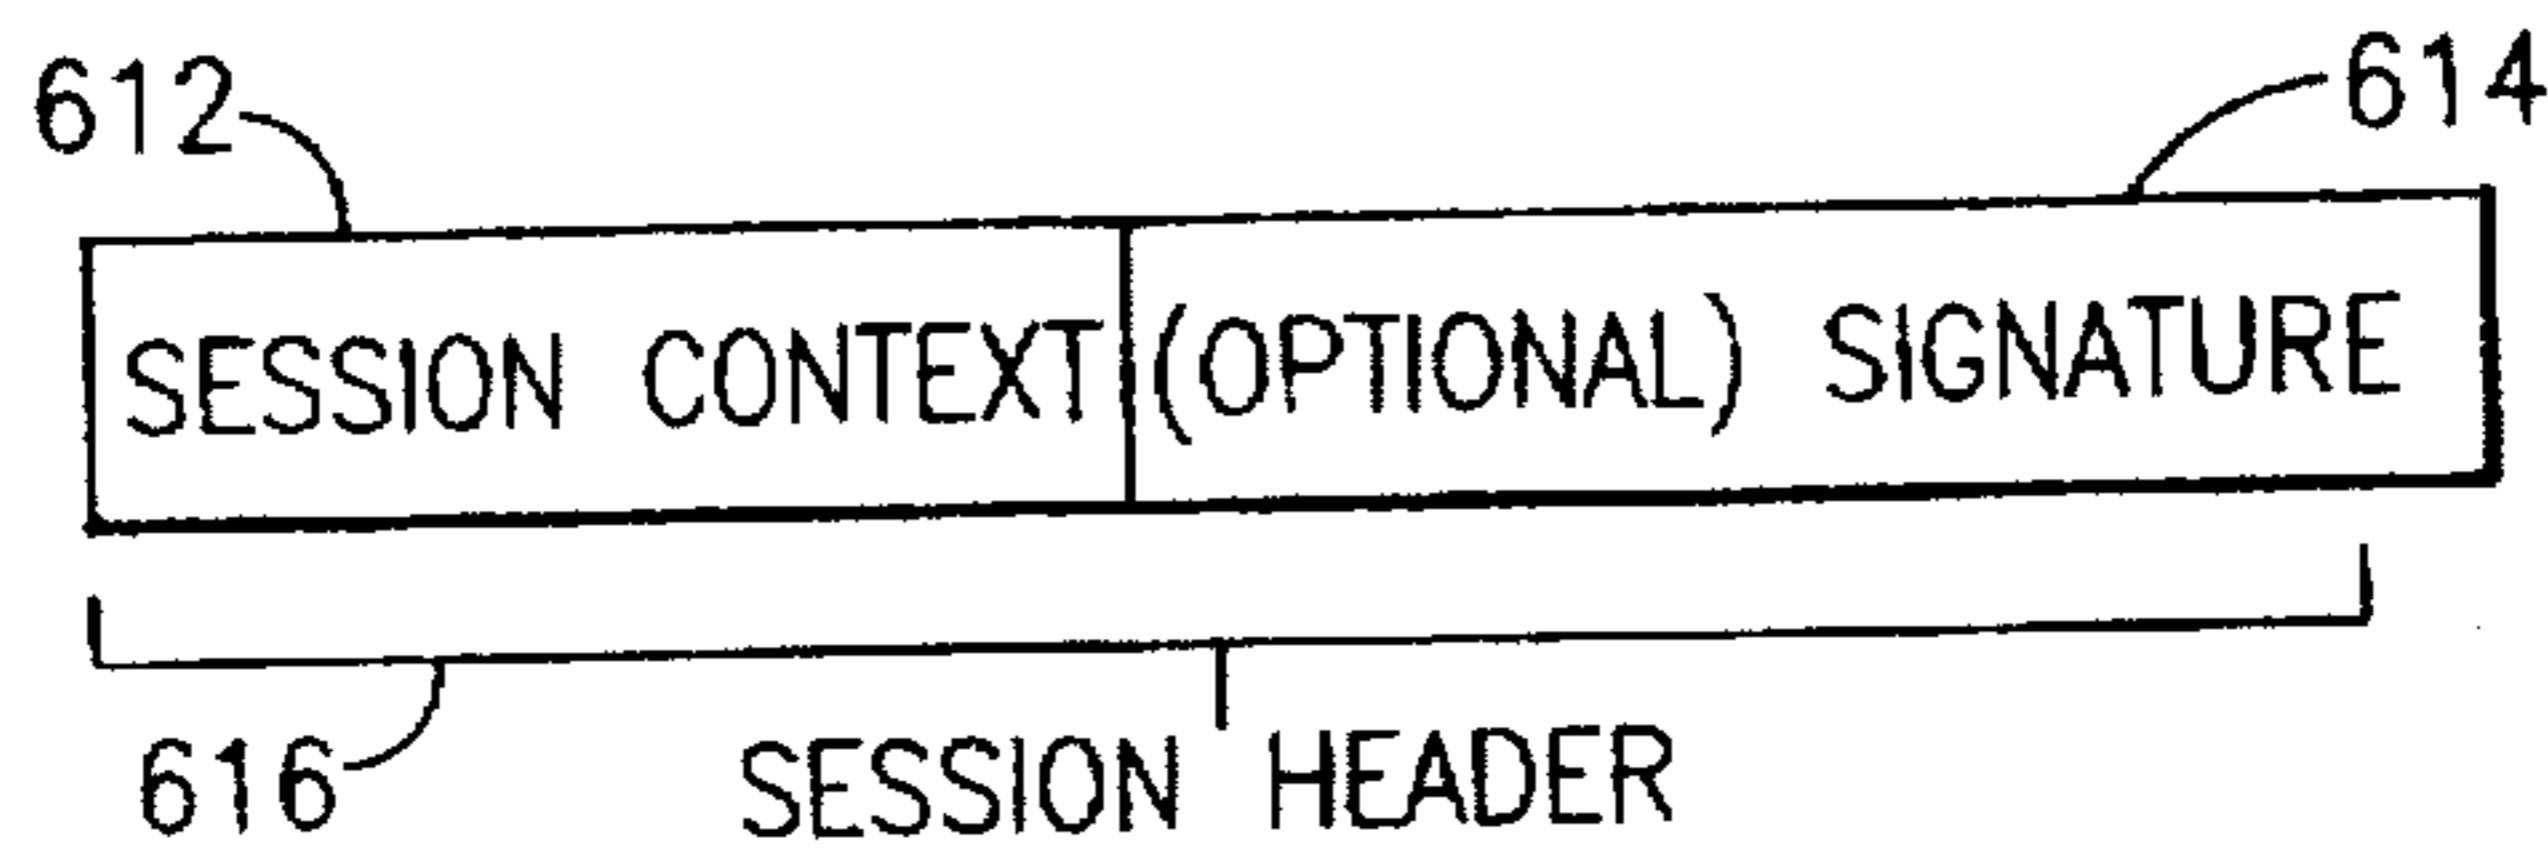 612 614
SESSION CONTEXT (OPTIONAL) SIGNATURE
616 SESSION HEADER